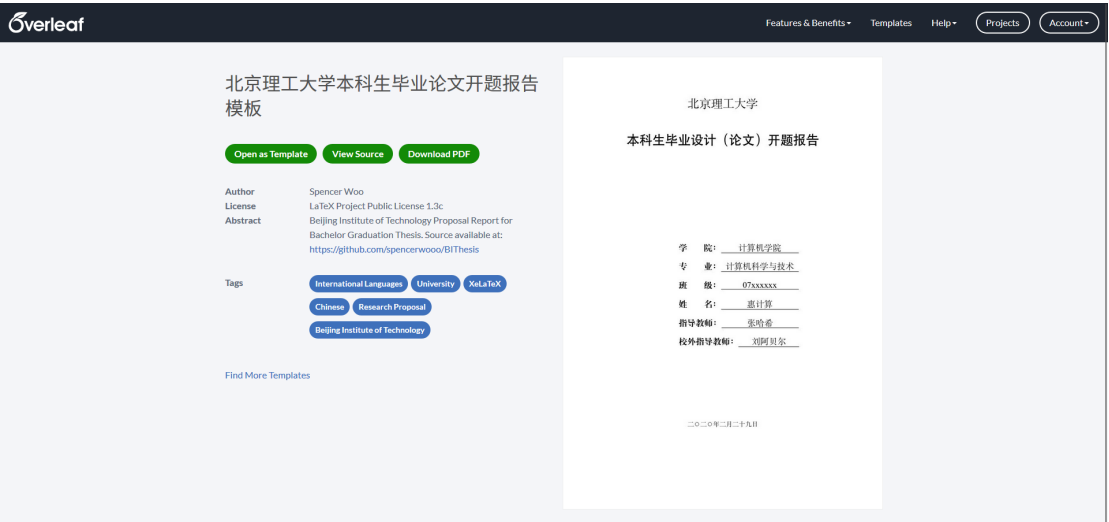 Overleaf
Features & Benefits
Templates
Help
Projects
Account
北京理工大学本科生毕业论文开题报告
模板
Open as Template
View Source
Download PDF
Author Spencer Woo
License LaTeX Project Public License 1.3c
Abstract Beijing Institute of Technology Proposal Report for
Bachelor Graduation Thesis. Source available at:
https://github.com/spencerwooo/BIThesis
Tags International Languages University XeLaTeX
Chinese Research Proposal
Beijing Institute of Technology
Find More Templates
北京理工大学
本科生毕业设计（论文）开题报告
学 院： 计算机学院
专 业： 计算机科学与技术
班 级： 07xxxxxx
姓 名： 惠计算
指导教师： 张哈希
校外指导教师： 刘阿贝尔
二〇二〇年二月二十九日